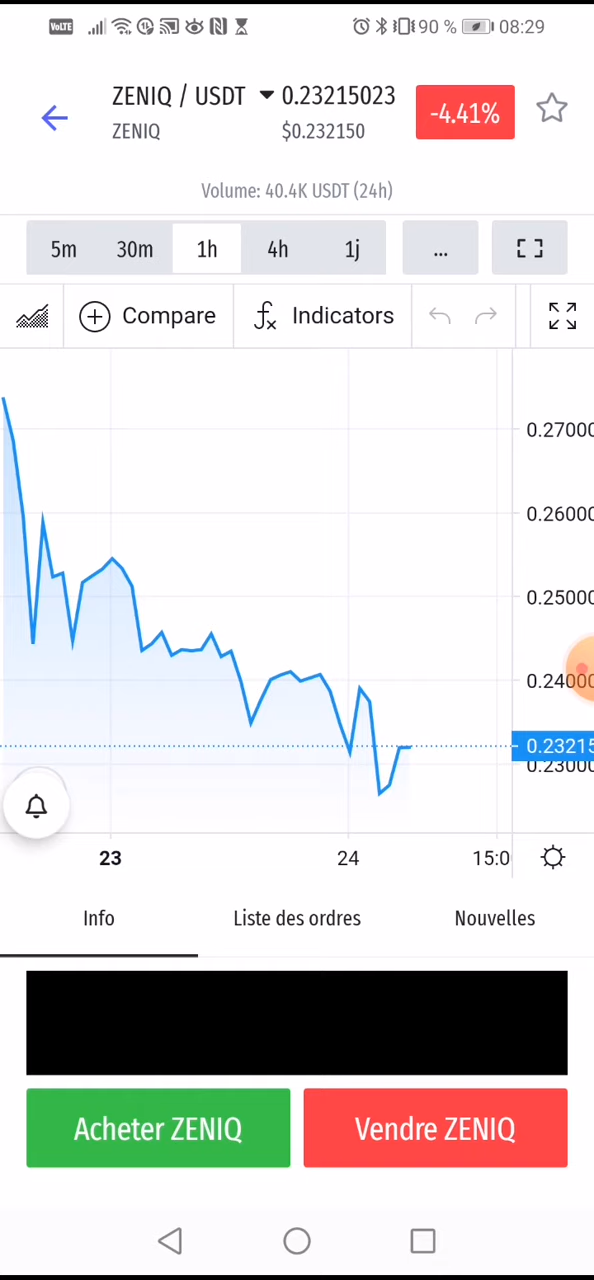 VoLTE 90 % 08:29
ZENIQ / USDT 0.23215023 -4.41%
ZENIQ $0.232150
Volume: 40.4K USDT (24h)
5m 30m 1h 4h 1j ...
Compare fx Indicators
0.27000
0.26000
0.25000
0.24000
0.23215
0.23000
23 24 15:0
Info Liste des ordres Nouvelles
Acheter ZENIQ Vendre ZENIQ